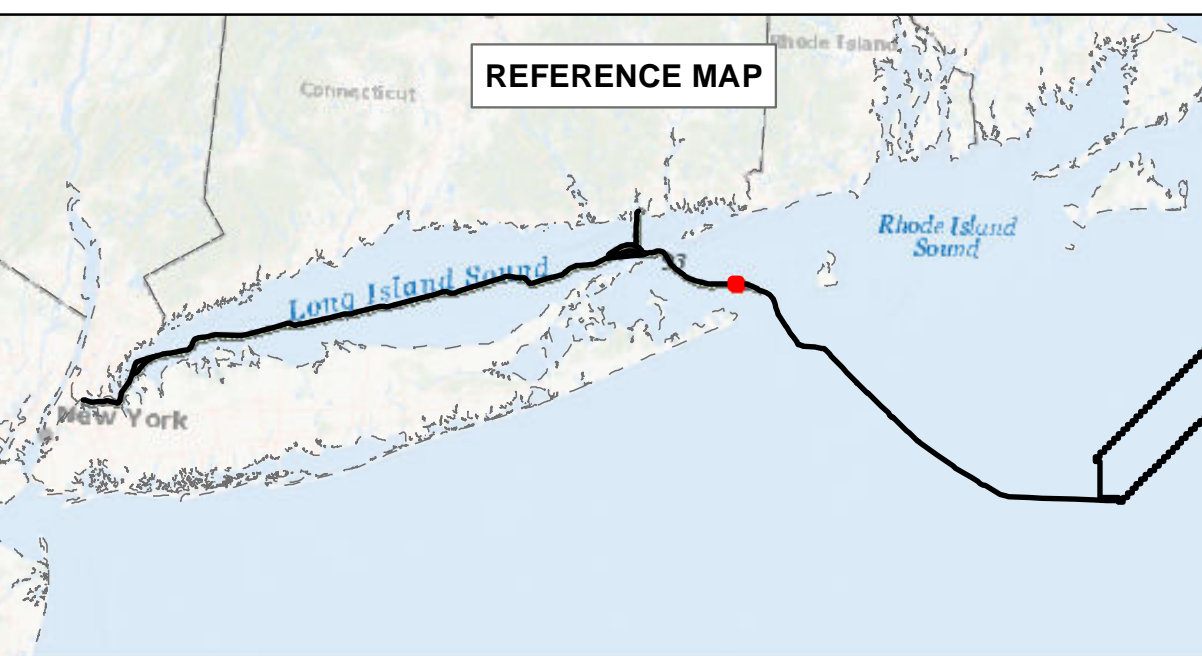 Rhode Island
REFERENCE MAP
Connecticut
Rhode Island
Sound
Long Island Sound
New York